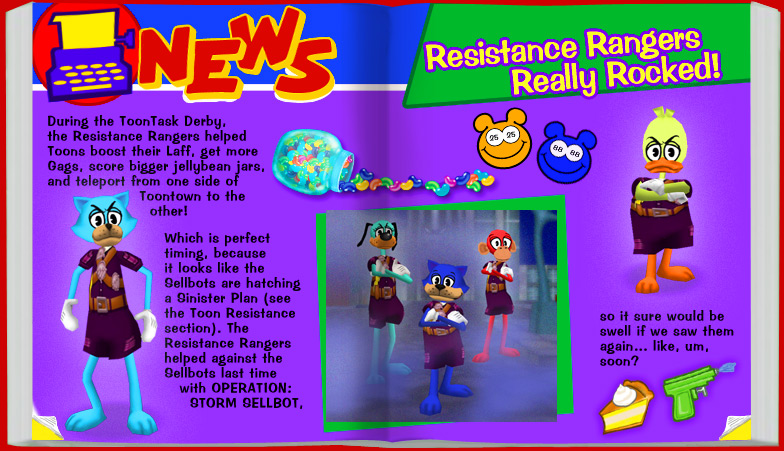 NEWS
Resistance Rangers
Really Rocked!
During the ToonTask Derby,
the Resistance Rangers helped
Toons boost their Laff, get more
Gags, score bigger jellybean jars,
and teleport from one side of
Toontown to the
other!
Which is perfect
timing, because
it looks like the
Sellbots are hatching
a Sinister Plan (see
the Toon Resistance
section). The
Resistance Rangers
helped against the
Sellbots last time
with OPERATION:
STORM SELLBOT,
25 25
88 88
so it sure would be
swell if we saw them
again... like, um,
soon?